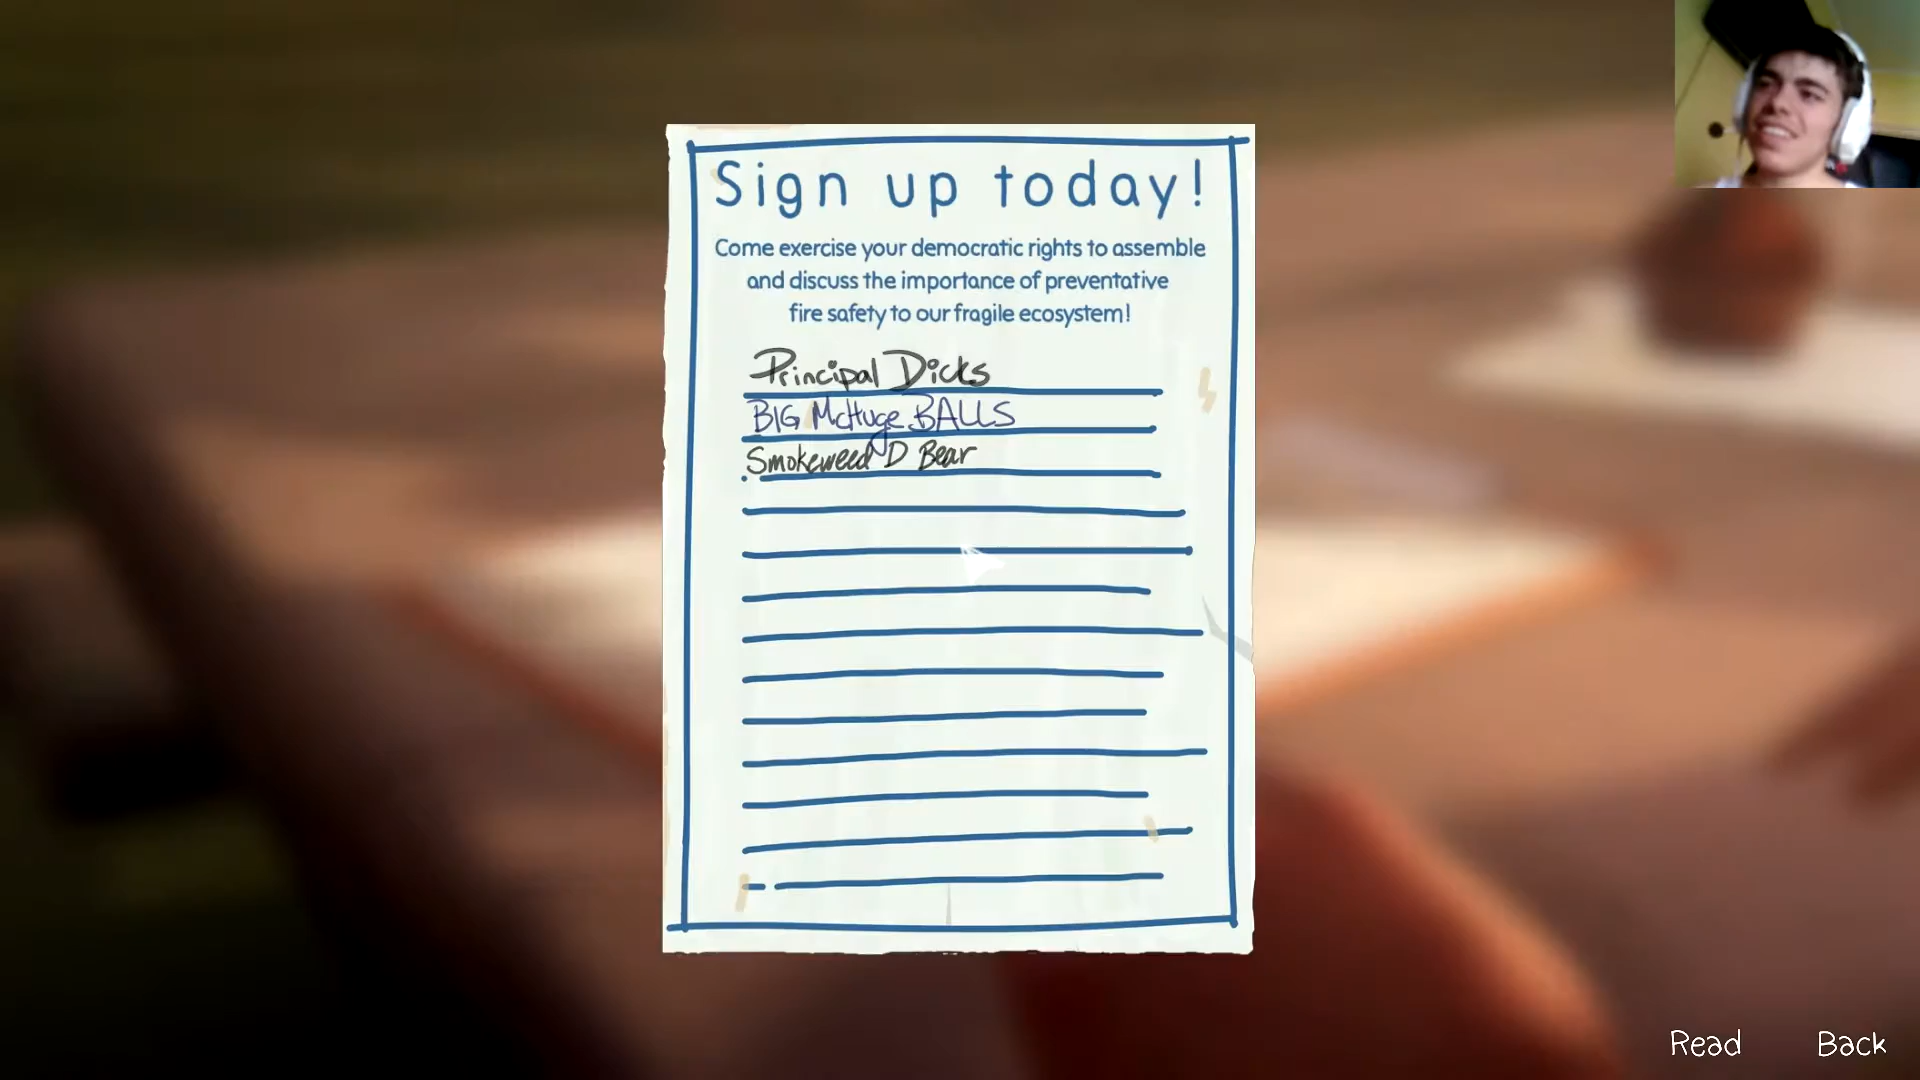 Sign up today!
Come exercise your democratic rights to assemble
and discuss the importance of preventative
fire safety to our fragile ecosystem!
Principal Dicks
BIG McHuge BALLS
Smokeweed D Bear
Read Back